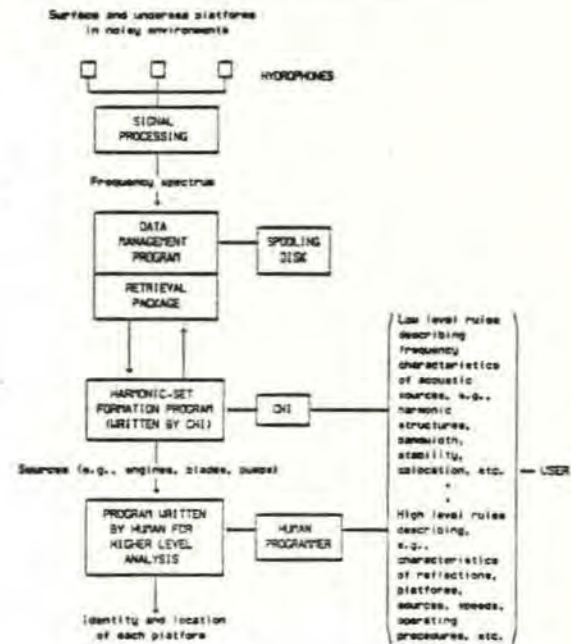 Surface and undersea platforms
in noisy environments
HYDROPHONES
SIGNAL
PROCESSING
Frequency spectrum
DATA
MANAGEMENT
PROGRAM
SPOOLING
DISK
RETRIEVAL
PACKAGE
HARMONIC-SET
FORMATION PROGRAM
(WRITTEN BY CHI)
CHI
Low level rules
describing
frequency
characteristics
of acoustic
sources, e.g.,
harmonic
structures,
bandwidth,
stability,
colocation, etc.
USER
Sources (e.g., engines, blades, pumps)
PROGRAM WRITTEN
BY HUMAN FOR
HIGHER LEVEL
ANALYSIS
HUMAN
PROGRAMMER
High level rules
describing,
e.g.,
characteristics
of reflections,
platforms,
sources, speeds,
operating
procedures, etc.
Identity and location
of each platform